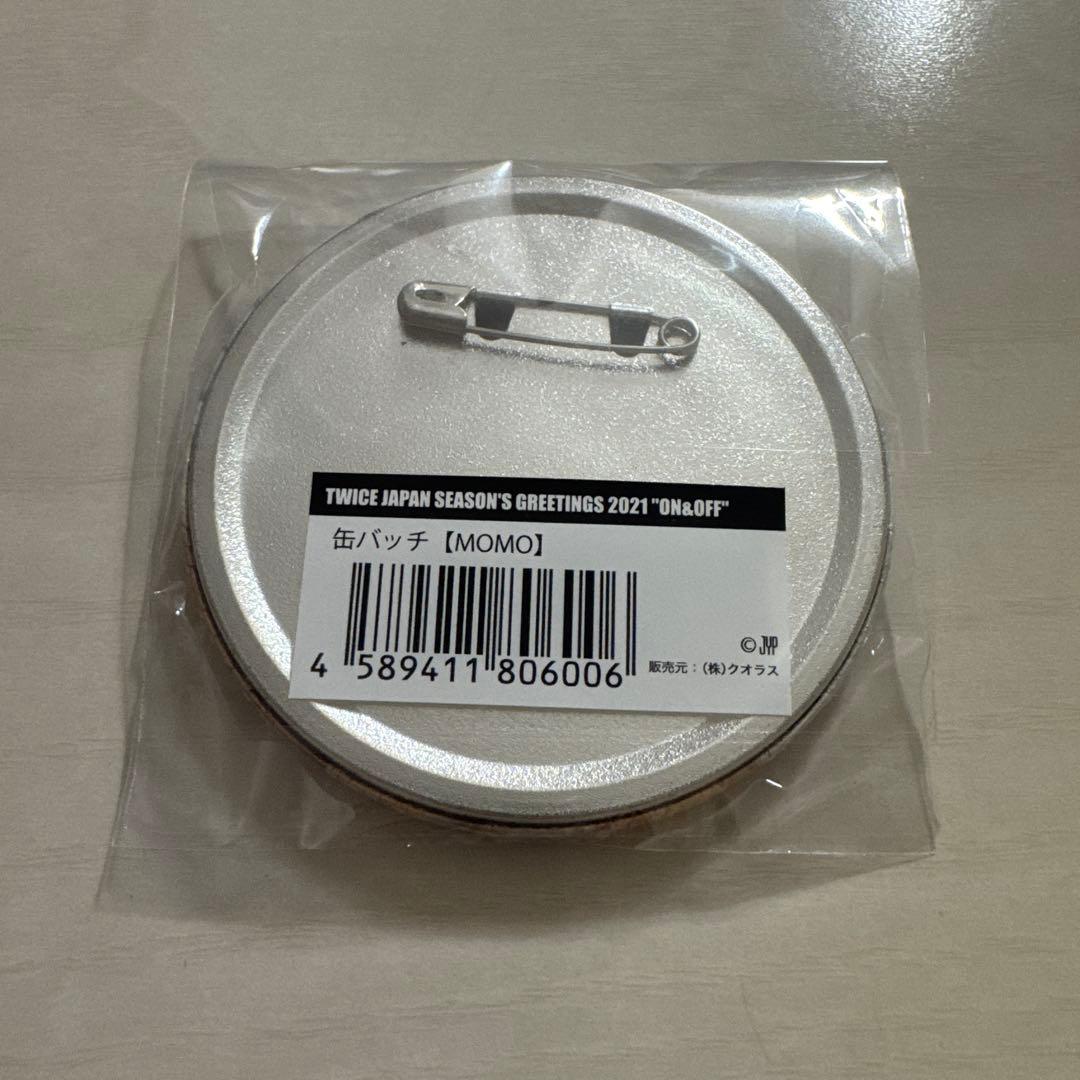 TWICE JAPAN SEASON'S GREETINGS 2021 "ON&OFF"
缶バッチ【MOMO】
4 589411 806006
© JYP
販売元：(株)クオラス